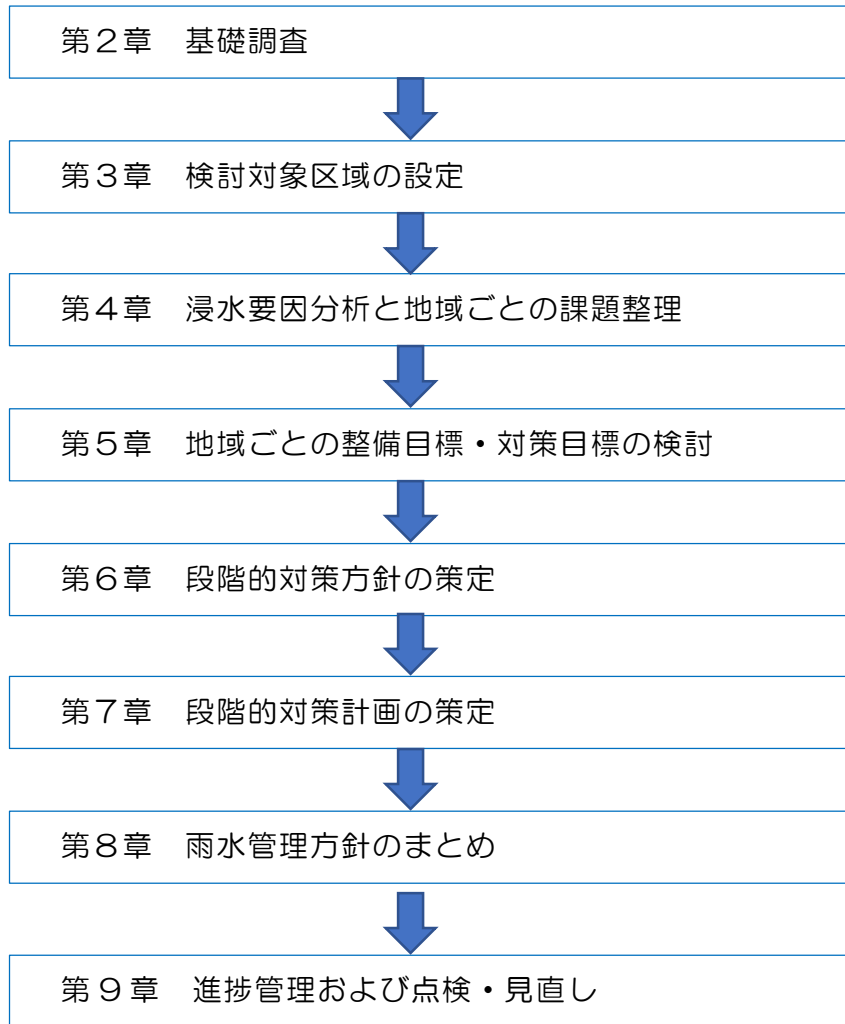 第２章　基礎調査
第３章　検討対象区域の設定
第４章　浸水要因分析と地域ごとの課題整理
第５章　地域ごとの整備目標・対策目標の検討
第６章　段階的対策方針の策定
第７章　段階的対策計画の策定
第８章　雨水管理方針のまとめ
第９章　進捗管理および点検・見直し